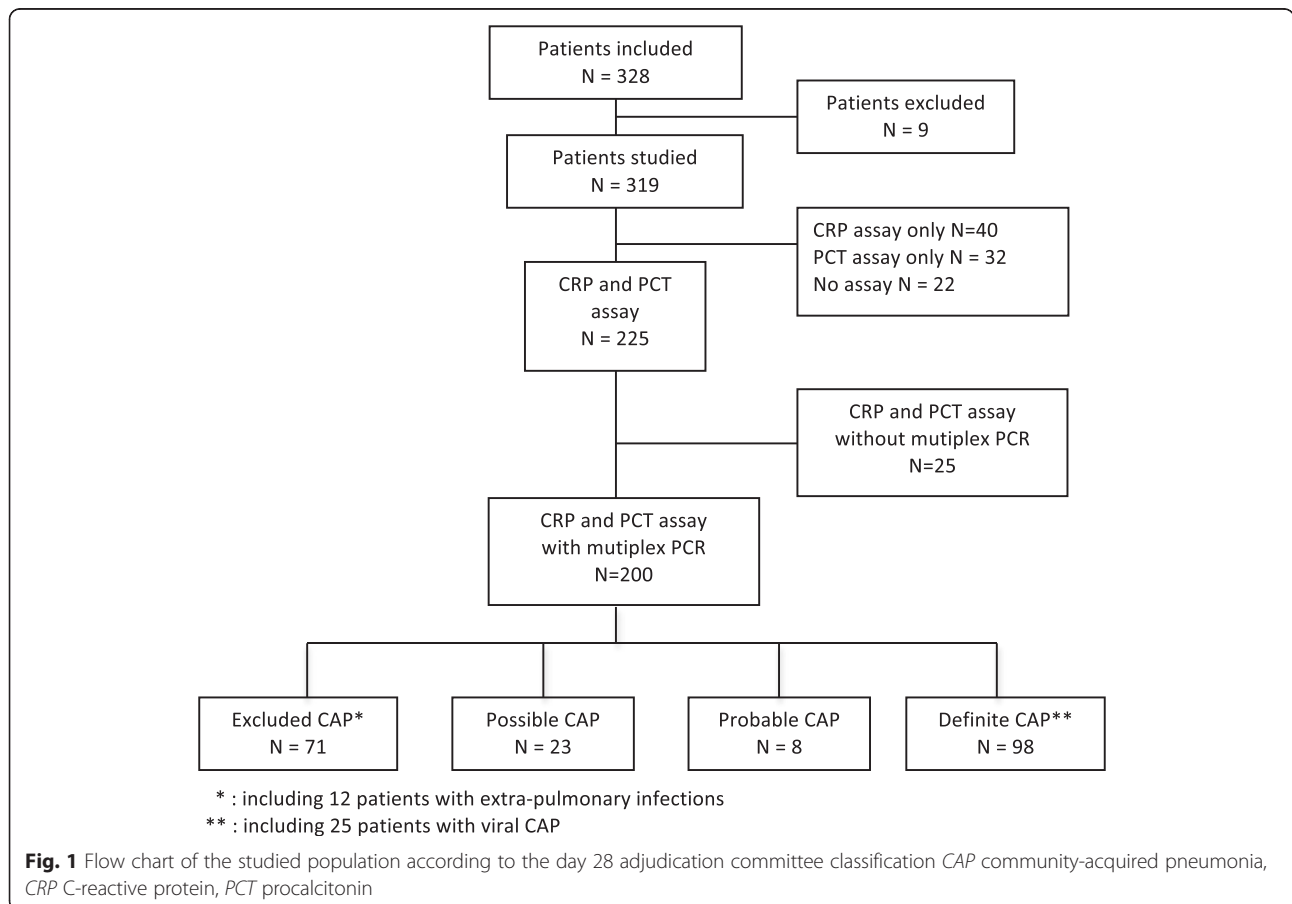 Patients included
N = 328
Patients excluded
N = 9
Patients studied
N = 319
CRP assay only N=40
PCT assay only N = 32
No assay N = 22
CRP and PCT
assay
N = 225
CRP and PCT assay
without mutiplex PCR
N=25
CRP and PCT assay
with mutiplex PCR
N=200
Excluded CAP*
N = 71
Possible CAP
N = 23
Probable CAP
N = 8
Definite CAP**
N = 98
* : including 12 patients with extra-pulmonary infections
** : including 25 patients with viral CAP
Fig. 1 Flow chart of the studied population according to the day 28 adjudication committee classification CAP community-acquired pneumonia,
CRP C-reactive protein, PCT procalcitonin